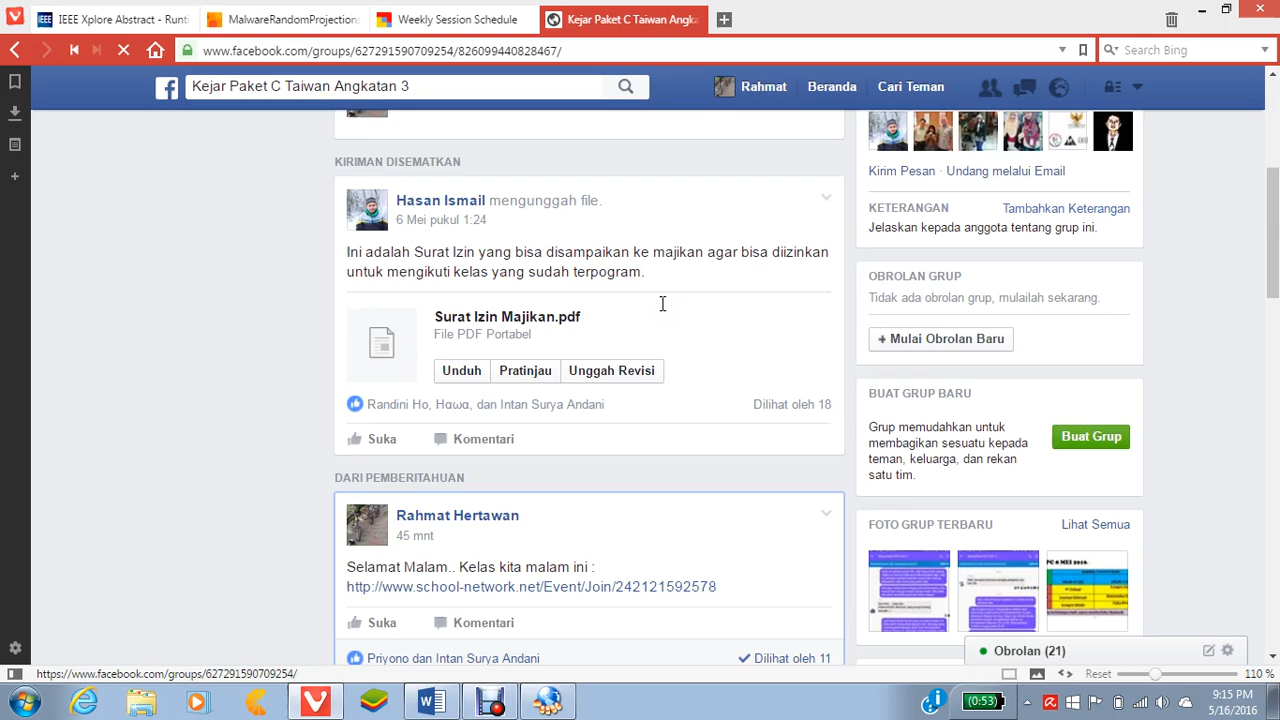 IEEE Xplore Abstract - Runti
MalwareRandomProjections
Weekly Session Schedule
Kejar Paket C Taiwan Angka
www.facebook.com/groups/627291590709254/826099440828467/
Search Bing
Kejar Paket C Taiwan Angkatan 3
Rahmat
Beranda
Cari Teman
KIRIMAN DISEMATKAN
Hasan Ismail mengunggah file.
6 Mei pukul 1:24
Ini adalah Surat Izin yang bisa disampaikan ke majikan agar bisa diizinkan
untuk mengikuti kelas yang sudah terpogram.
Surat Izin Majikan.pdf
File PDF Portabel
Unduh
Pratinjau
Unggah Revisi
Randini Ho, Hαωα, dan Intan Surya Andani
Dilihat oleh 18
Suka
Komentari
DARI PEMBERITAHUAN
Rahmat Hertawan
45 mnt
Selamat Malam.. Kelas kita malam ini :
http://www.school-network.net/Event/Join/242121592578
Suka
Komentari
Priyono dan Intan Surya Andani
Dilihat oleh 11
Kirim Pesan · Undang melalui Email
KETERANGAN
Tambahkan Keterangan
Jelaskan kepada anggota tentang grup ini.
OBROLAN GRUP
Tidak ada obrolan grup, mulailah sekarang.
+ Mulai Obrolan Baru
BUAT GRUP BARU
Grup memudahkan untuk
membagikan sesuatu kepada
teman, keluarga, dan rekan
satu tim.
Buat Grup
FOTO GRUP TERBARU
Lihat Semua
Obrolan (21)
https://www.facebook.com/groups/627291590709254/
Reset
110 %
(0:53)
9:15 PM
5/16/2016